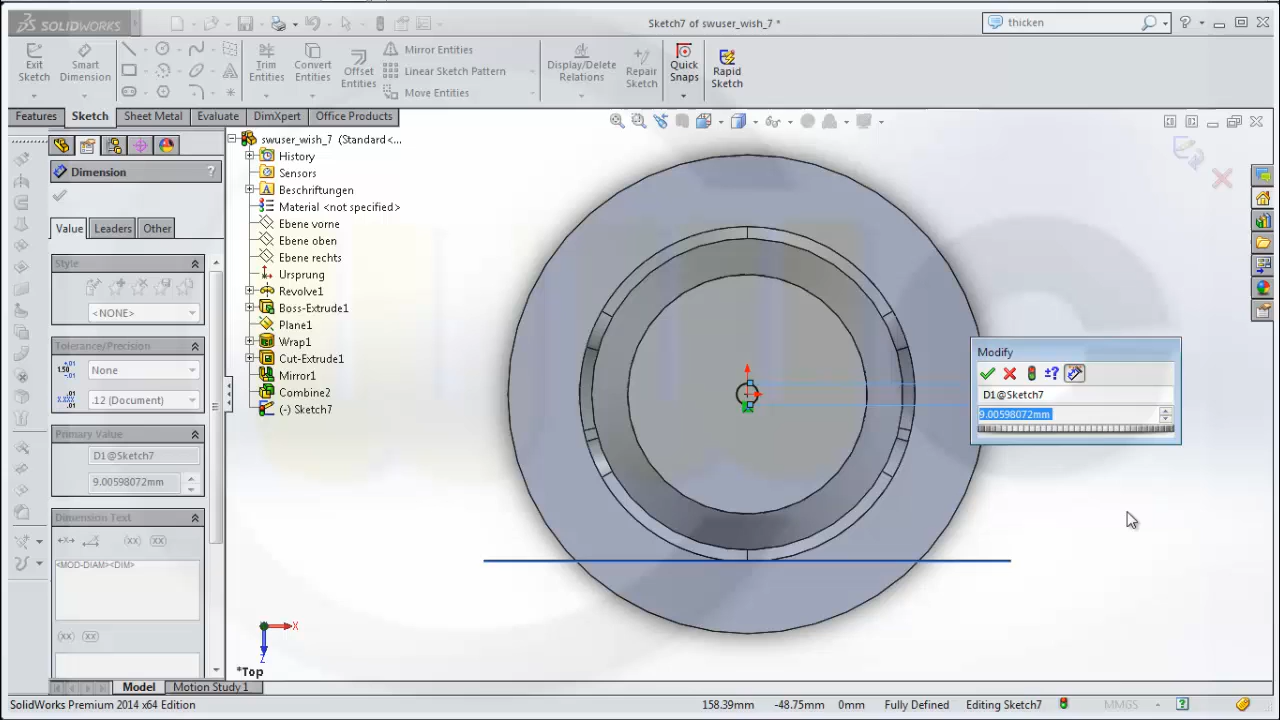 SOLIDWORKS
Sketch7 of swuser_wish_7 *
thicken
Exit Sketch
Smart Dimension
Trim Entities
Convert Entities
Offset Entities
Mirror Entities
Linear Sketch Pattern
Move Entities
Display/Delete Relations
Repair Sketch
Quick Snaps
Rapid Sketch
Features
Sketch
Sheet Metal
Evaluate
DimXpert
Office Products
Dimension
?
Value
Leaders
Other
Style
<NONE>
Tolerance/Precision
None
.12 (Document)
Primary Value
D1@Sketch7
9.00598072mm
Dimension Text
<MOD-DIAM><DIM>
swuser_wish_7 (Standard<...
History
Sensors
Beschriftungen
Material <not specified>
Ebene vorne
Ebene oben
Ebene rechts
Ursprung
Revolve1
Boss-Extrude1
Plane1
Wrap1
Cut-Extrude1
Mirror1
Combine2
(-) Sketch7
Modify
D1@Sketch7
9.00598072mm
X
Z
*Top
Model
Motion Study 1
SolidWorks Premium 2014 x64 Edition
158.39mm
-48.75mm
0mm
Fully Defined
Editing Sketch7
MMGS